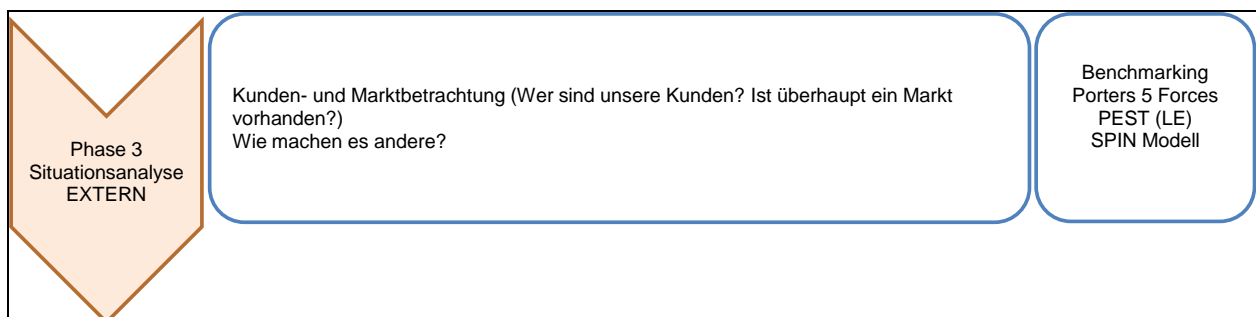 Phase 3
Situationsanalyse
EXTERN
Kunden- und Marktbetrachtung (Wer sind unsere Kunden? Ist überhaupt ein Markt
vorhanden?)
Wie machen es andere?
Benchmarking
Porters 5 Forces
PEST (LE)
SPIN Modell